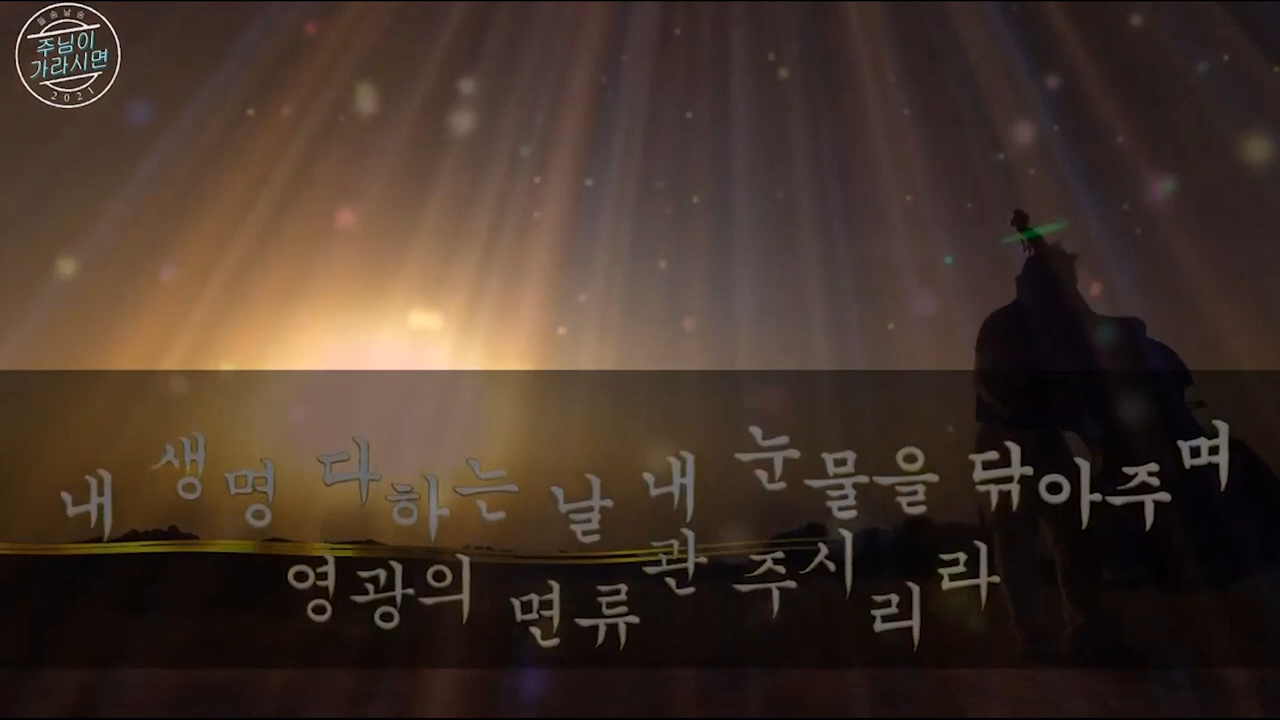 주님이
가라시면
2021
내 생명 다하는 날 내 눈물을 닦아주며
영광의 면류관 주시리라